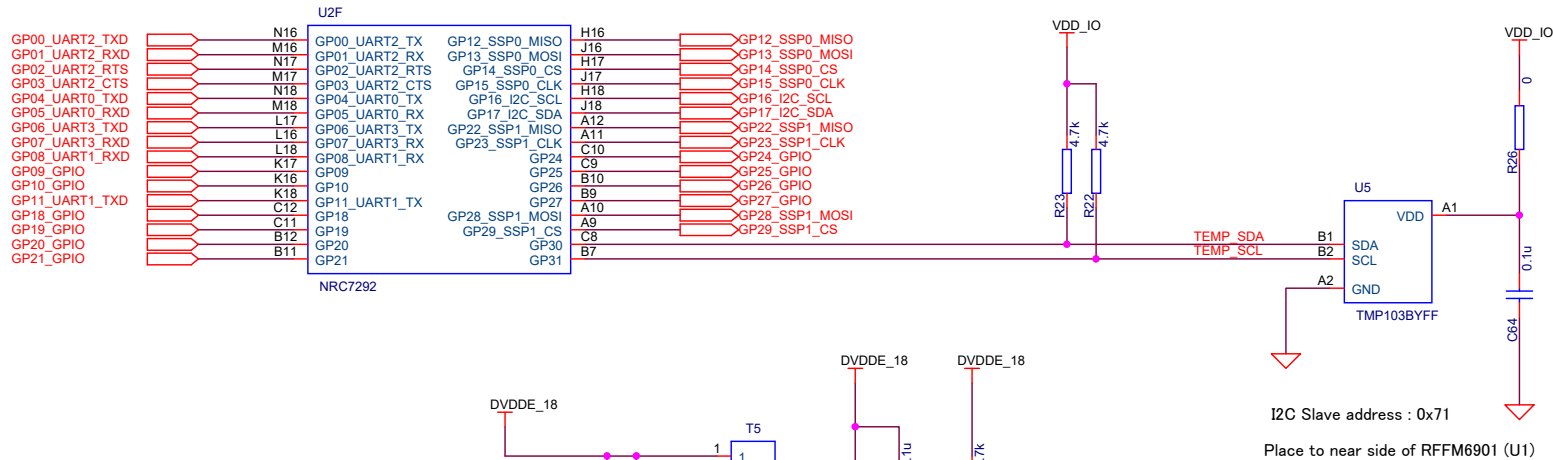 U2F
GP00_UART2_TXD
GP01_UART2_RXD
GP02_UART2_RTS
GP03_UART2_CTS
GP04_UART0_TXD
GP05_UART0_RXD
GP06_UART3_TXD
GP07_UART3_RXD
GP08_UART1_RXD
GP09_GPIO
GP10_GPIO
GP11_UART1_TXD
GP18_GPIO
GP19_GPIO
GP20_GPIO
GP21_GPIO
N16
M16
N17
M17
N18
M18
L17
L16
L18
K17
K16
K18
C12
C11
B12
B11
GP00_UART2_TX
GP01_UART2_RX
GP02_UART2_RTS
GP03_UART2_CTS
GP04_UART0_TX
GP05_UART0_RX
GP06_UART3_TX
GP07_UART3_RX
GP08_UART1_RX
GP09
GP10
GP11_UART1_TX
GP18
GP19
GP20
GP21
GP12_SSP0_MISO
GP13_SSP0_MOSI
GP14_SSP0_CS
GP15_SSP0_CLK
GP16_I2C_SCL
GP17_I2C_SDA
GP22_SSP1_MISO
GP23_SSP1_CLK
GP24
GP25
GP26
GP27
GP28_SSP1_MOSI
GP29_SSP1_CS
GP30
GP31
H16
J16
H17
J17
H18
J18
A12
A11
C10
C9
B10
B9
A10
A9
C8
B7
GP12_SSP0_MISO
GP13_SSP0_MOSI
GP14_SSP0_CS
GP15_SSP0_CLK
GP16_I2C_SCL
GP17_I2C_SDA
GP22_SSP1_MISO
GP23_SSP1_CLK
GP24_GPIO
GP25_GPIO
GP26_GPIO
GP27_GPIO
GP28_SSP1_MOSI
GP29_SSP1_CS
NRC7292
VDD_IO
4.7k
4.7k
R23
R22
TEMP_SDA
TEMP_SCL
VDD_IO
0
R26
U5
VDD
A1
B1
SDA
B2
SCL
A2
GND
TMP103BYFF
0.1u
C64
I2C Slave address : 0x71
Place to near side of RFFM6901 (U1)
DVDDE_18
T5
1
1
DVDDE_18
.1u
DVDDE_18
.7k